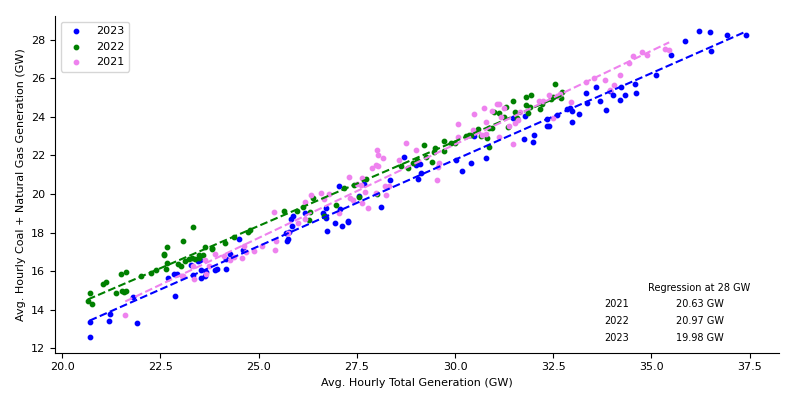 2023
2022
2021
28
26
24
22
20
18
16
14
12
Avg. Hourly Coal + Natural Gas Generation (GW)
Regression at 28 GW
2021 20.63 GW
2022 20.97 GW
2023 19.98 GW
20.0 22.5 25.0 27.5 30.0 32.5 35.0 37.5
Avg. Hourly Total Generation (GW)